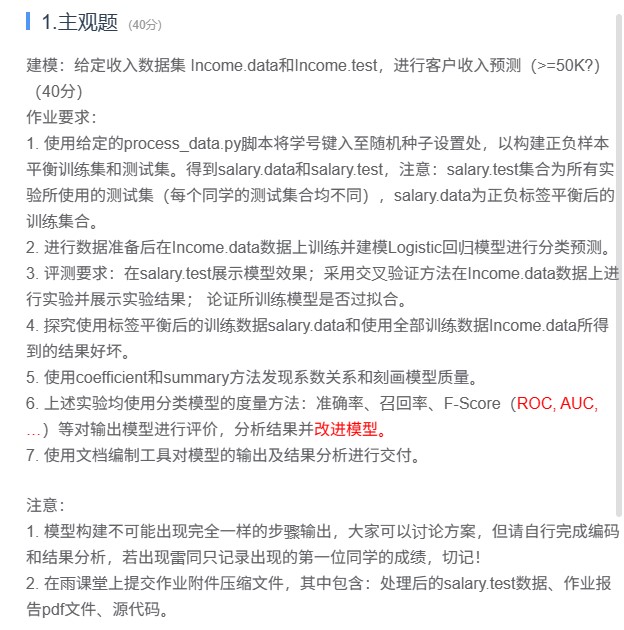 1.主观题 (40分)
建模：给定收入数据集 Income.data和Income.test，进行客户收入预测（>=50K?）
（40分）
作业要求：
1. 使用给定的process_data.py脚本将学号键入至随机种子设置处，以构建正负样本
平衡训练集和测试集。得到salary.data和salary.test，注意：salary.test集合为所有实
验所使用的测试集（每个同学的测试集合均不同），salary.data为正负标签平衡后的
训练集合。
2. 进行数据准备后在Income.data数据上训练并建模Logistic回归模型进行分类预测。
3. 评测要求：在salary.test展示模型效果；采用交叉验证方法在Income.data数据上进
行实验并展示实验结果； 论证所训练模型是否过拟合。
4. 探究使用标签平衡后的训练数据salary.data和使用全部训练数据Income.data所得
到的结果好坏。
5. 使用coefficient和summary方法发现系数关系和刻画模型质量。
6. 上述实验均使用分类模型的度量方法：准确率、召回率、F-Score（ROC, AUC,
…）等对输出模型进行评价，分析结果并改进模型。
7. 使用文档编制工具对模型的输出及结果分析进行交付。
注意：
1. 模型构建不可能出现完全一样的步骤输出，大家可以讨论方案，但请自行完成编码
和结果分析，若出现雷同只记录出现的第一位同学的成绩，切记！
2. 在雨课堂上提交作业附件压缩文件，其中包含：处理后的salary.test数据、作业报
告pdf文件、源代码。